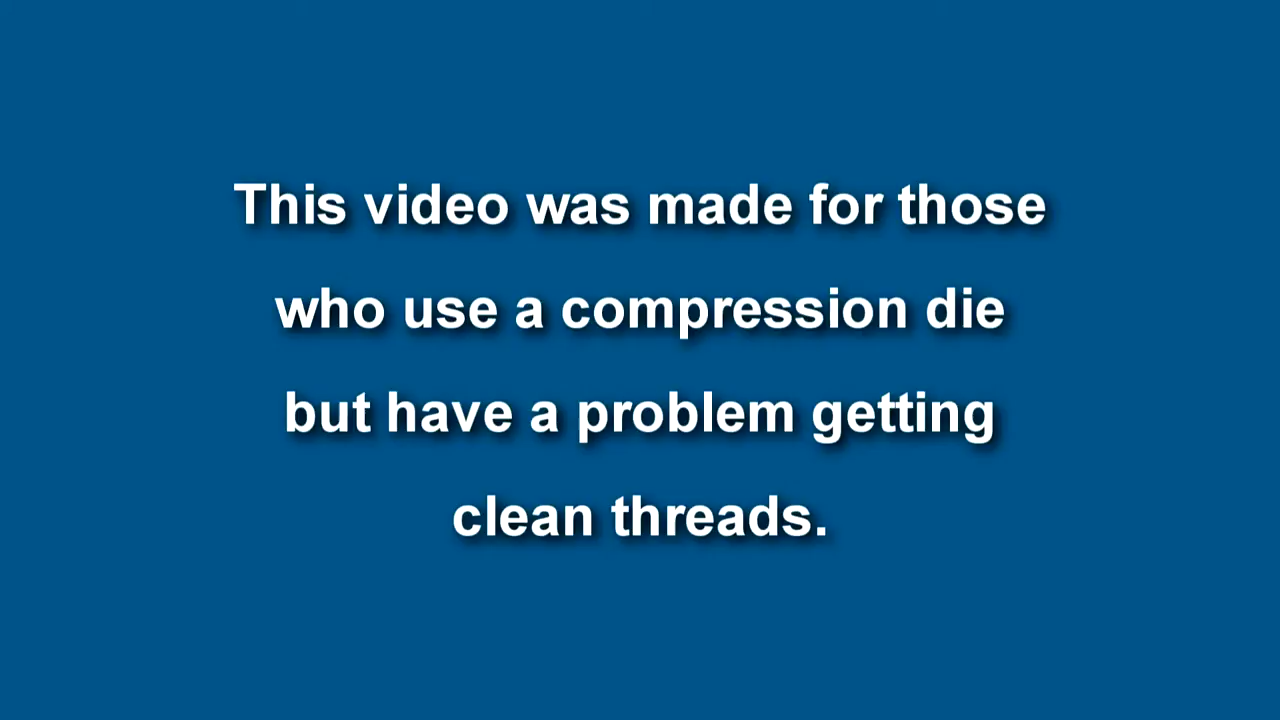 This video was made for those
who use a compression die
but have a problem getting
clean threads.